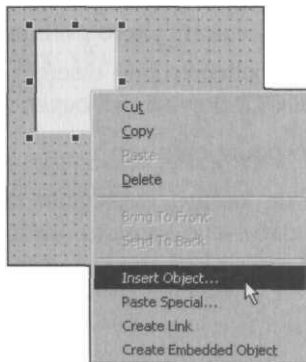 Cut
Copy
Paste
Delete
Bring To Front
Send To Back
Insert Object...
Paste Special...
Create Link
Create Embedded Object